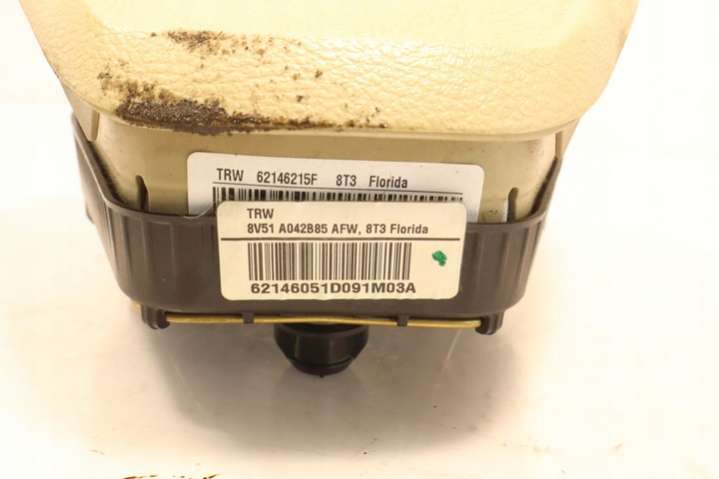 TRW 62146215F 8T3 Florida
TRW
8V51 A042B85 AFW, 8T3 Florida
62146051D091M03A